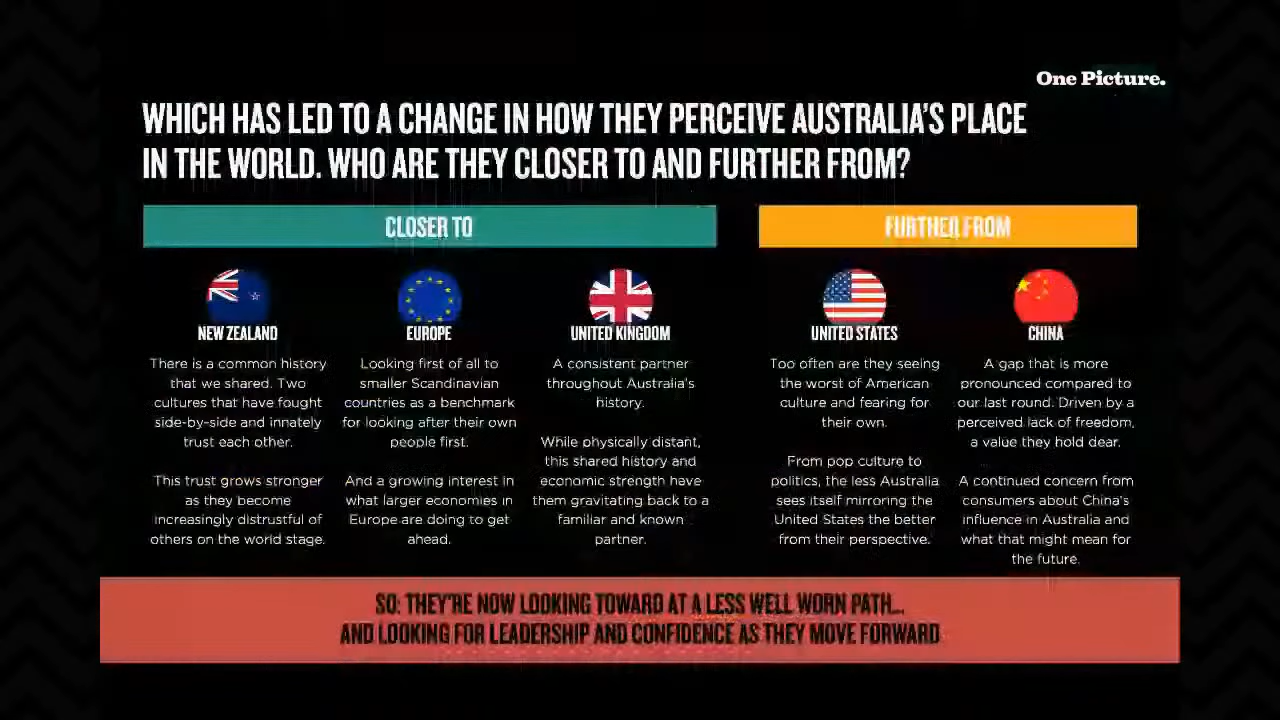 One Picture.
WHICH HAS LED TO A CHANGE IN HOW THEY PERCEIVE AUSTRALIA'S PLACE
IN THE WORLD. WHO ARE THEY CLOSER TO AND FURTHER FROM?
CLOSER TO
NEW ZEALAND
There is a common history
that we shared. Two
cultures that have fought
side-by-side and innately
trust each other.
This trust grows stronger
as they become
increasingly distrustful of
others on the world stage.
EUROPE
Looking first of all to
smaller Scandinavian
countries as a benchmark
for looking after their own
people first.
And a growing interest in
what larger economies in
Europe are doing to get
ahead.
UNITED KINGDOM
A consistent partner
throughout Australia's
history.
While physically distant,
this shared history and
economic strength have
them gravitating back to a
familiar and known
partner.
FURTHER FROM
UNITED STATES
Too often are they seeing
the worst of American
culture and fearing for
their own.
From pop culture to
politics, the less Australia
sees itself mirroring the
United States the better
from their perspective.
CHINA
A gap that is more
pronounced compared to
our last round. Driven by a
perceived lack of freedom,
a value they hold dear.
A continued concern from
consumers about China's
influence in Australia and
what that might mean for
the future.
SO: THEY'RE NOW LOOKING TOWARD AT A LESS WELL WORN PATH...
AND LOOKING FOR LEADERSHIP AND CONFIDENCE AS THEY MOVE FORWARD